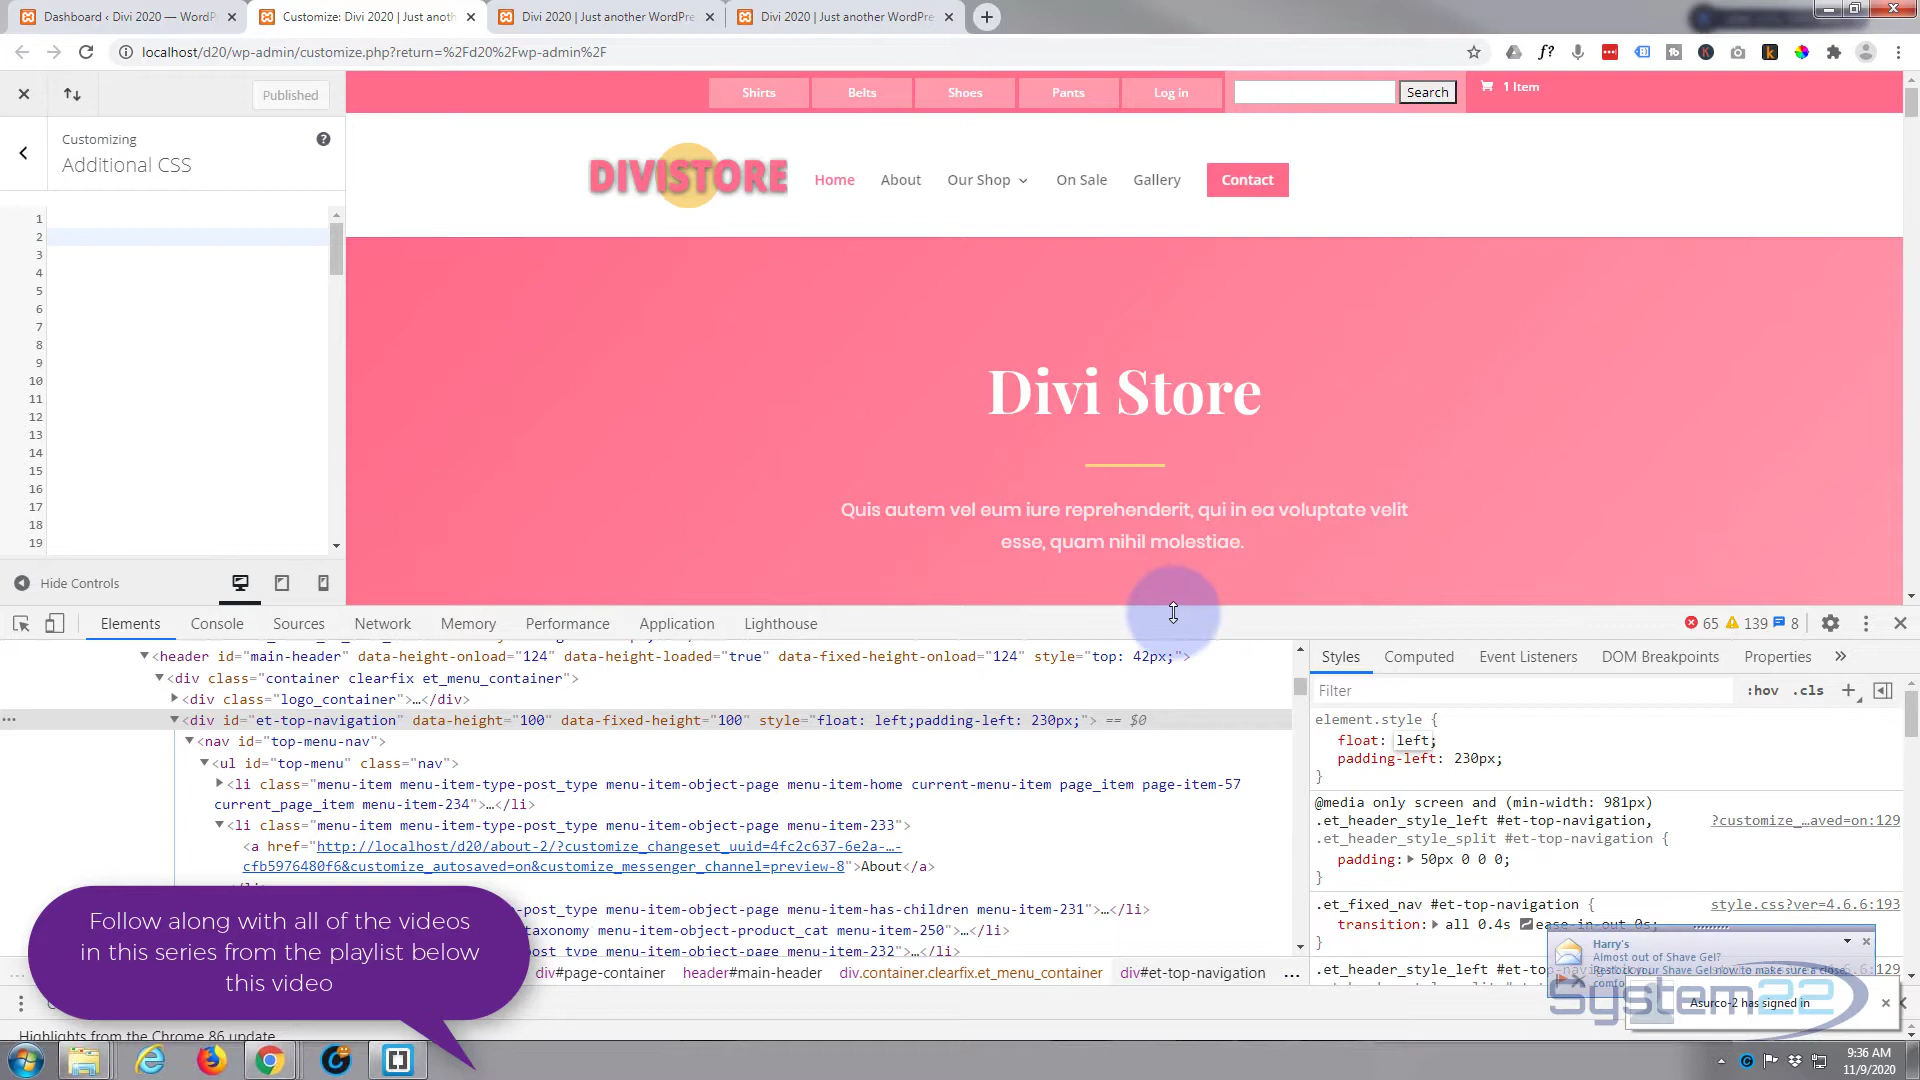 Dashboard ‹ Divi 2020 — WordP
Customize: Divi 2020 | Just anoth
Divi 2020 | Just another WordPre
Divi 2020 | Just another WordPre
localhost/d20/wp-admin/customize.php?return=%2Fd20%2Fwp-admin%2F
Published
Shirts
Belts
Shoes
Pants
Log in
Search
1 Item
Customizing
Additional CSS
DIVISTORE
Home
About
Our Shop
On Sale
Gallery
Contact
1
2
3
4
5
6
7
8
9
10
11
12
13
14
15
16
17
18
19
Divi Store
Quis autem vel eum iure reprehenderit, qui in ea voluptate velit
esse, quam nihil molestiae.
Hide Controls
Elements Console Sources Network Memory Performance Application Lighthouse
65 139 8
<header id="main-header" data-height-onload="124" data-height-loaded="true" data-fixed-height-onload="124" style="top: 42px;">
<div class="container clearfix et_menu_container">
<div class="logo_container">…</div>
<div id="et-top-navigation" data-height="100" data-fixed-height="100" style="float: left;padding-left: 230px;"> == $0
<nav id="top-menu-nav">
<ul id="top-menu" class="nav">
<li class="menu-item menu-item-type-post_type menu-item-object-page menu-item-home current-menu-item page_item page-item-57
current_page_item menu-item-234">…</li>
<li class="menu-item menu-item-type-post_type menu-item-object-page menu-item-233">
<a href="http://localhost/d20/about-2/?customize_changeset_uuid=4fc2c637-6e2a-…-
cfb5976480f6&customize_autosaved=on&customize_messenger_channel=preview-8">About</a>
-post_type menu-item-object-page menu-item-has-children menu-item-231">…</li>
axonomy menu-item-object-product_cat menu-item-250">…</li>
-post_type menu-item-object-page menu-item-232">…</li>
div#page-container header#main-header div.container.clearfix.et_menu_container div#et-top-navigation ...
Styles Computed Event Listeners DOM Breakpoints Properties
Filter
:hov .cls
element.style {
float: left;
padding-left: 230px;
}
@media only screen and (min-width: 981px)
.et_header_style_left #et-top-navigation, ?customize_…aved=on:129
.et_header_style_split #et-top-navigation {
padding: 50px 0 0 0;
}
.et_fixed_nav #et-top-navigation { style.css?ver=4.6.6:193
transition: all 0.4s ease-in-out 0s;
}
.et_header_style_left #et-t
Harry's
Almost out of Shave Gel?
Restock your Shave Gel now to make sure a close,
comfo
System22
Asurco-2 has signed in
Follow along with all of the videos
in this series from the playlist below
this video
Highlights from the Chrome 86 update
9:36 AM
11/9/2020